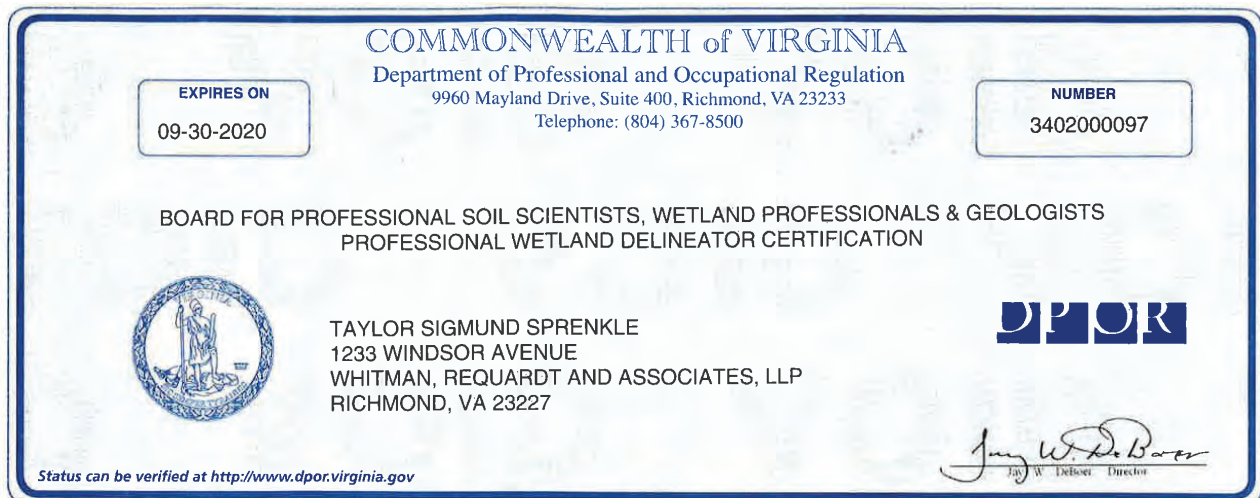 COMMONWEALTH of VIRGINIA
Department of Professional and Occupational Regulation
9960 Mayland Drive, Suite 400, Richmond, VA 23233
Telephone: (804) 367-8500
EXPIRES ON
09-30-2020
NUMBER
3402000097
BOARD FOR PROFESSIONAL SOIL SCIENTISTS, WETLAND PROFESSIONALS & GEOLOGISTS
PROFESSIONAL WETLAND DELINEATOR CERTIFICATION
VIRGINIA
TAYLOR SIGMUND SPRENKLE
1233 WINDSOR AVENUE
WHITMAN, REQUARDT AND ASSOCIATES, LLP
RICHMOND, VA 23227
DPOR
Jay W. DeBoer
Jay W. DeBoer Director
Status can be verified at http://www.dpor.virginia.gov